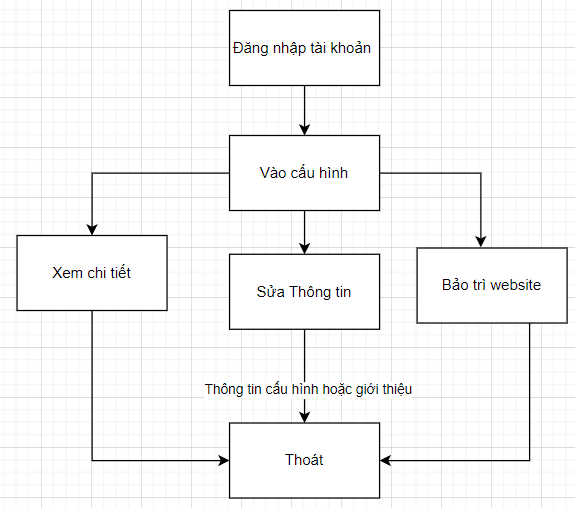 Đăng nhập tài khoản
Vào cấu hình
Xem chi tiết
Sửa Thông tin
Bảo trì website
Thông tin cấu hình hoặc giới thiệu
Thoát